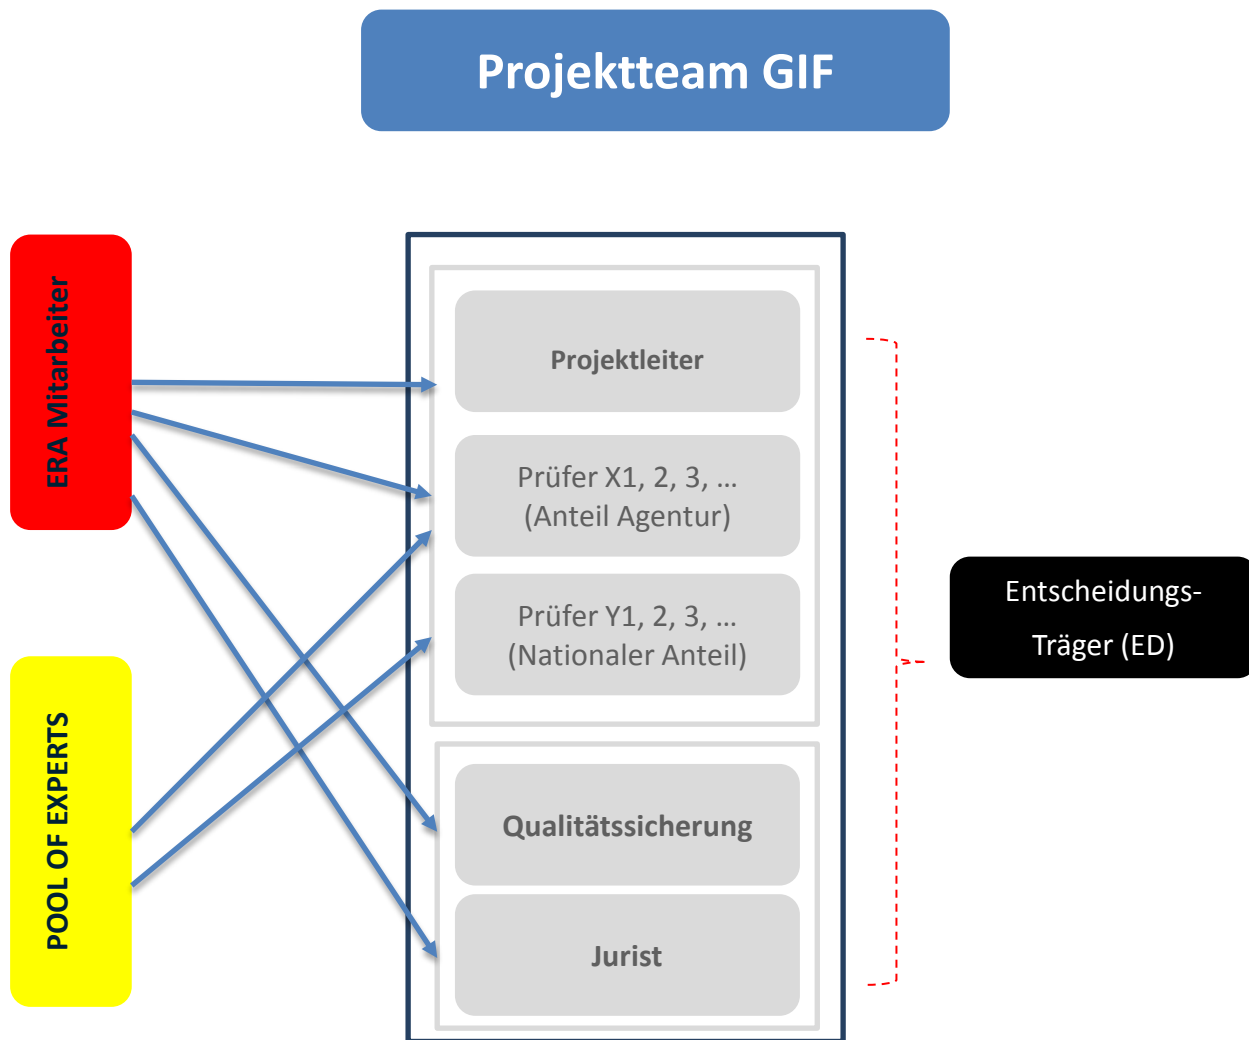 Projektteam GIF
ERA Mitarbeiter
POOL OF EXPERTS
Projektleiter
Prüfer X1, 2, 3, ...
(Anteil Agentur)
Prüfer Y1, 2, 3, ...
(Nationaler Anteil)
Qualitätssicherung
Jurist
Entscheidungs-
Träger (ED)